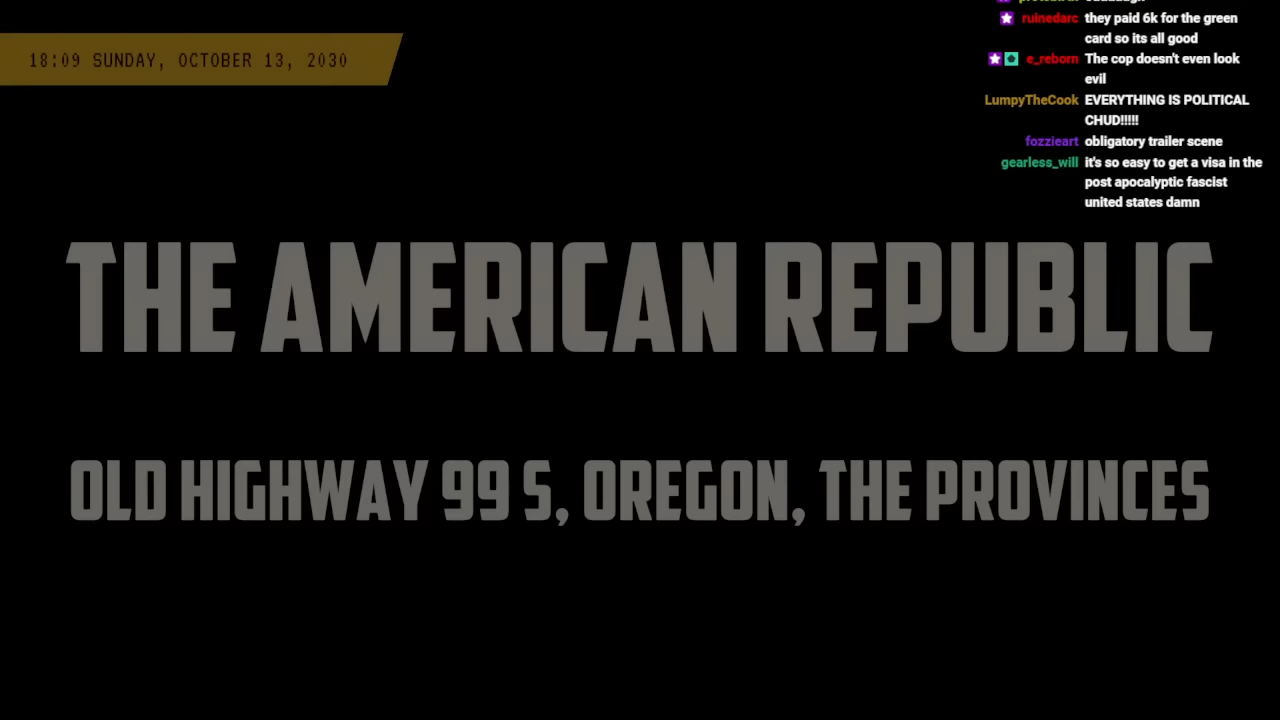 18:09 SUNDAY, OCTOBER 13, 2030
ruinedarc they paid 6k for the green
card so its all good
e_reborn The cop doesn't even look
evil
LumpyTheCook EVERYTHING IS POLITICAL
CHUD!!!!!
fozzieart obligatory trailer scene
gearless_will it's so easy to get a visa in the
post apocalyptic fascist
united states damn
THE AMERICAN REPUBLIC
OLD HIGHWAY 99 S, OREGON, THE PROVINCES